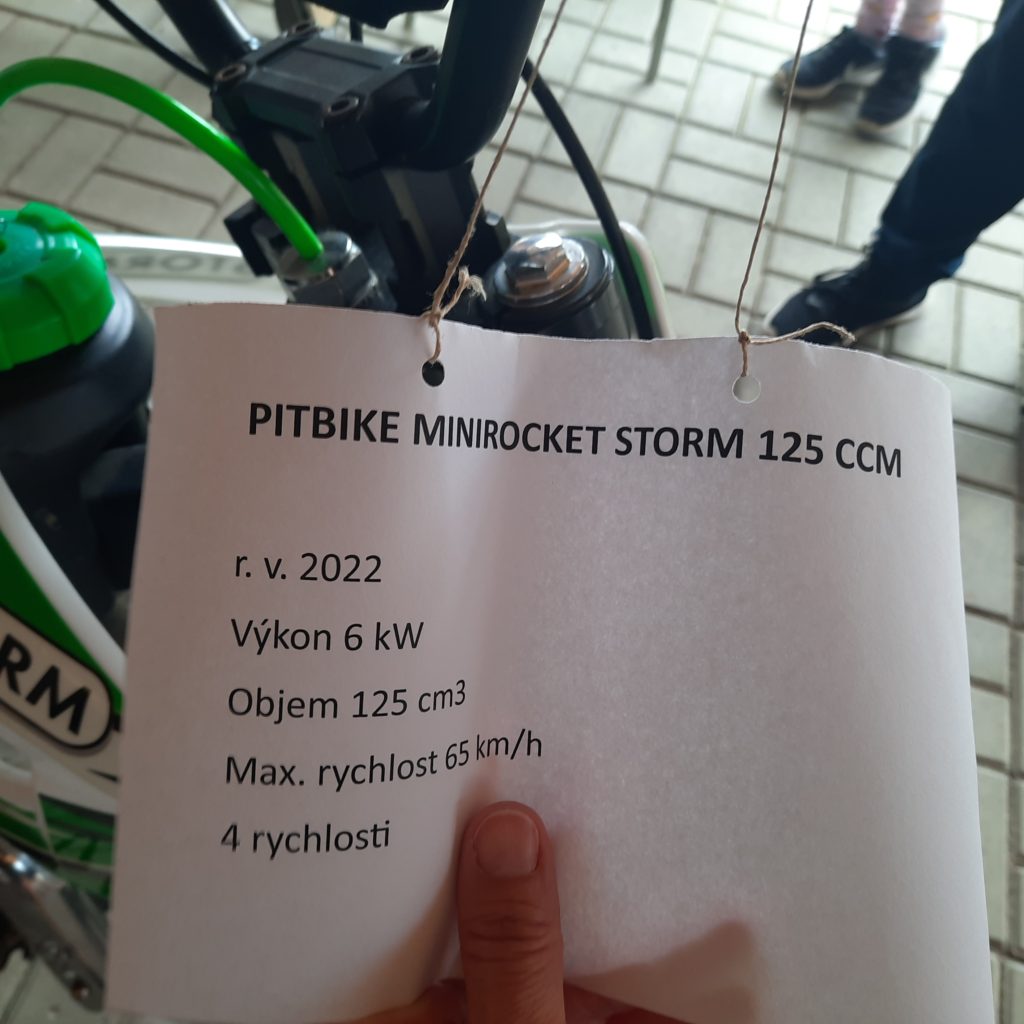 PITBIKE MINIROCKET STORM 125 CCM
r. v. 2022
Výkon 6 kW
Objem 125 cm3
Max. rychlost 65 km/h
4 rychlosti
RM